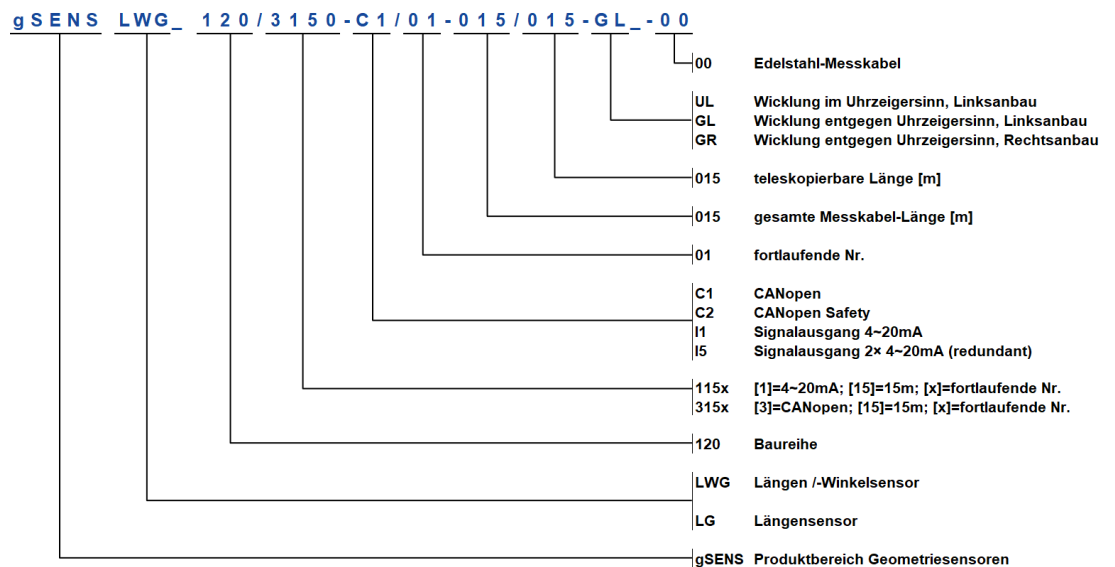 gSENS LWG_ 120/3150-C1/01-015/015-GL_-00
00 Edelstahl-Messkabel
UL Wicklung im Uhrzeigersinn, Linksanbau
GL Wicklung entgegen Uhrzeigersinn, Linksanbau
GR Wicklung entgegen Uhrzeigersinn, Rechtsanbau
015 teleskopierbare Länge [m]
015 gesamte Messkabel-Länge [m]
01 fortlaufende Nr.
C1 CANopen
C2 CANopen Safety
I1 Signalausgang 4~20mA
I5 Signalausgang 2× 4~20mA (redundant)
115x [1]=4~20mA; [15]=15m; [x]=fortlaufende Nr.
315x [3]=CANopen; [15]=15m; [x]=fortlaufende Nr.
120 Baureihe
LWG Längen /-Winkelsensor
LG Längensensor
gSENS Produktbereich Geometriesensoren